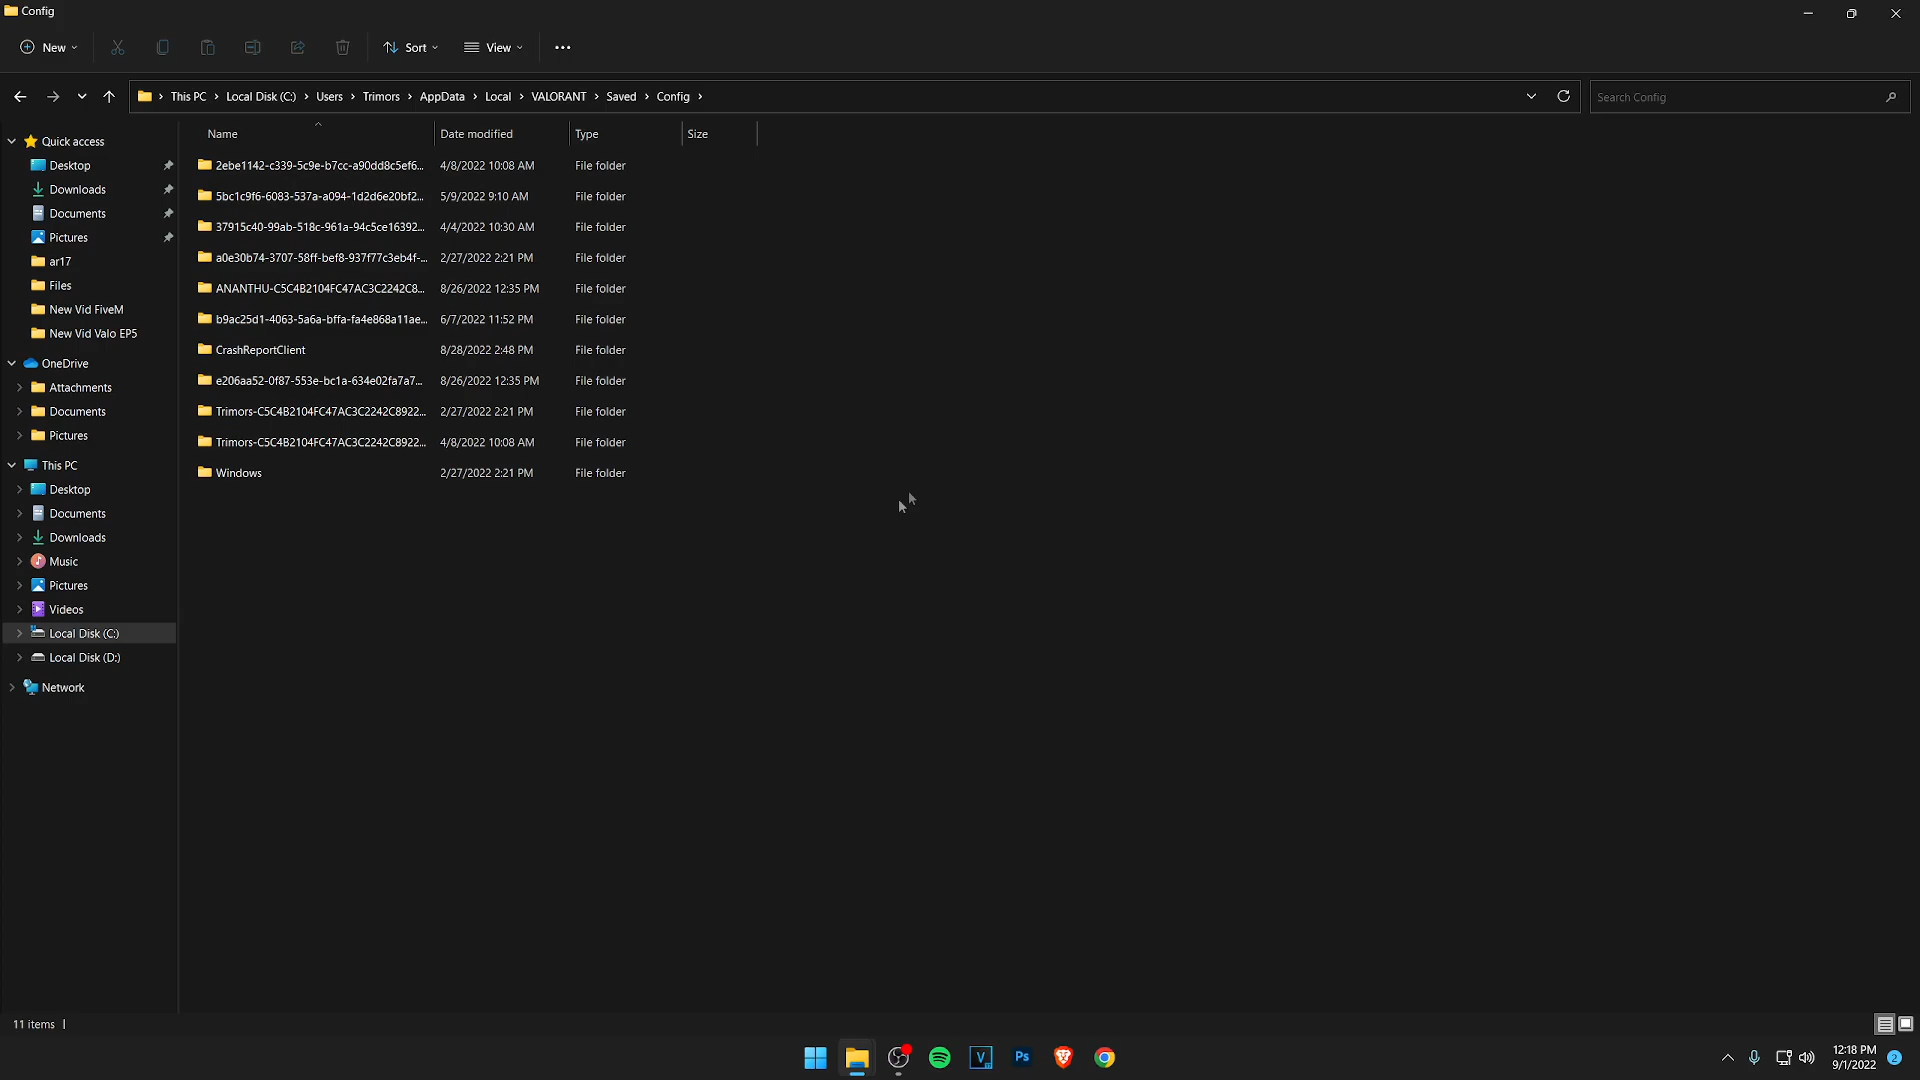 Config
New
Sort
View
This PC > Local Disk (C:) > Users > Trimors > AppData > Local > VALORANT > Saved > Config >
Search Config
Name Date modified Type Size
Quick access
Desktop
Downloads
Documents
Pictures
ar17
Files
New Vid FiveM
New Vid Valo EP5
OneDrive
Attachments
Documents
Pictures
This PC
Desktop
Documents
Downloads
Music
Pictures
Videos
Local Disk (C:)
Local Disk (D:)
Network
2ebe1142-c339-5c9e-b7cc-a90dd8c5ef6... 4/8/2022 10:08 AM File folder
5bc1c9f6-6083-537a-a094-1d2d6e20bf2... 5/9/2022 9:10 AM File folder
37915c40-99ab-518c-961a-94c5ce16392... 4/4/2022 10:30 AM File folder
a0e30b74-3707-58ff-bef8-937f77c3eb4f-... 2/27/2022 2:21 PM File folder
ANANTHU-C5C4B2104FC47AC3C2242C8... 8/26/2022 12:35 PM File folder
b9ac25d1-4063-5a6a-bffa-fa4e868a11ae... 6/7/2022 11:52 PM File folder
CrashReportClient 8/28/2022 2:48 PM File folder
e206aa52-0f87-553e-bc1a-634e02fa7a7... 8/26/2022 12:35 PM File folder
Trimors-C5C4B2104FC47AC3C2242C8922... 2/27/2022 2:21 PM File folder
Trimors-C5C4B2104FC47AC3C2242C8922... 4/8/2022 10:08 AM File folder
Windows 2/27/2022 2:21 PM File folder
11 items
V
Ps
12:18 PM
9/1/2022
2